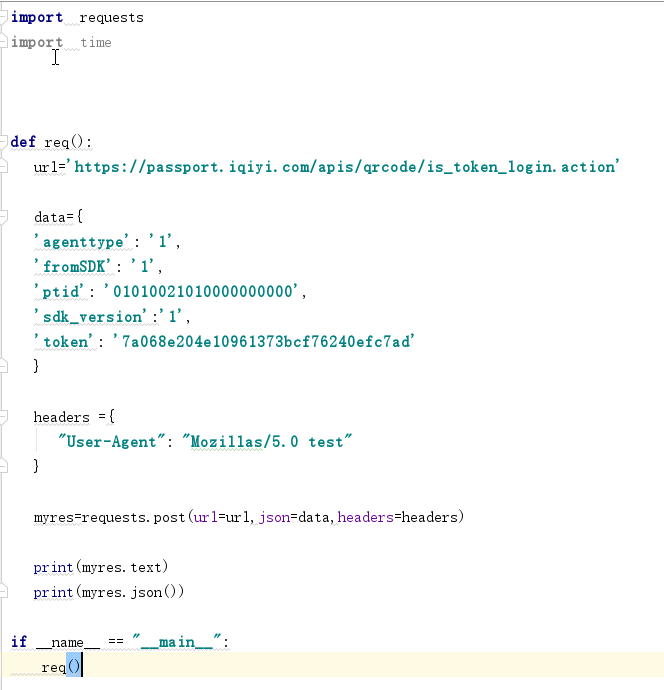 import requests
import time
def req():
url='https://passport.iqiyi.com/apis/qrcode/is_token_login.action'
data={
'agenttype': '1',
'fromSDK': '1',
'ptid': '01010021010000000000',
'sdk_version':'1',
'token': '7a068e204e10961373bcf76240efc7ad'
}
headers ={
"User-Agent": "Mozillas/5.0 test"
}
myres=requests.post(url=url,json=data,headers=headers)
print(myres.text)
print(myres.json())
if __name__ == "__main__":
req()